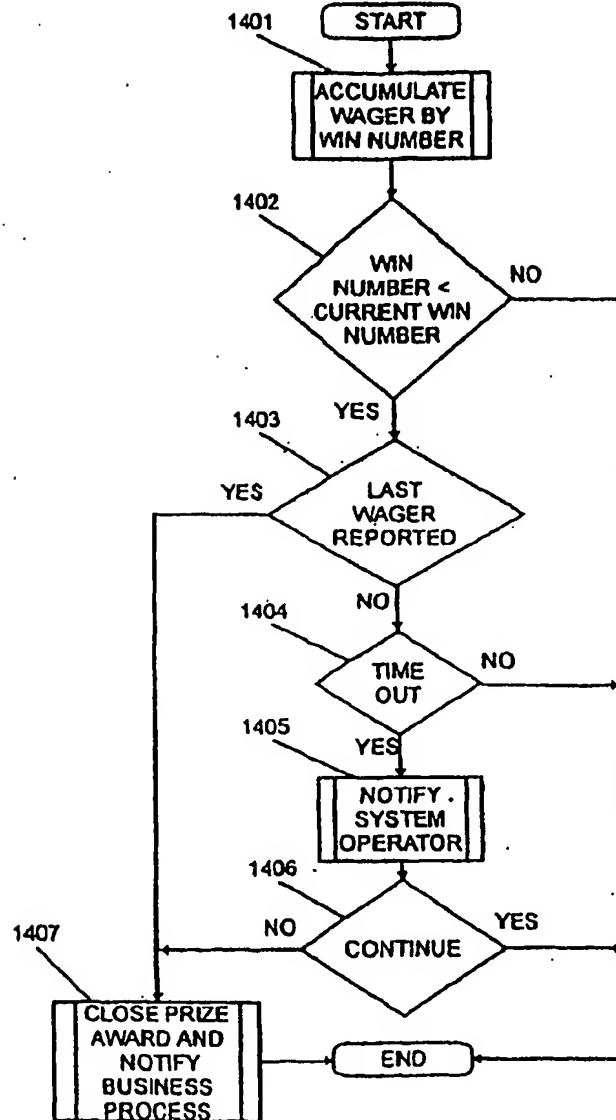 START
1401
ACCUMULATE
WAGER BY
WIN NUMBER
1402
WIN
NUMBER <
CURRENT WIN
NUMBER
NO
YES
1403
YES
LAST
WAGER
REPORTED
NO
1404
TIME
OUT
NO
YES
1405
NOTIFY
SYSTEM
OPERATOR
1406
NO
CONTINUE
YES
1407
CLOSE PRIZE
AWARD AND
NOTIFY
BUSINESS
PROCESS
END